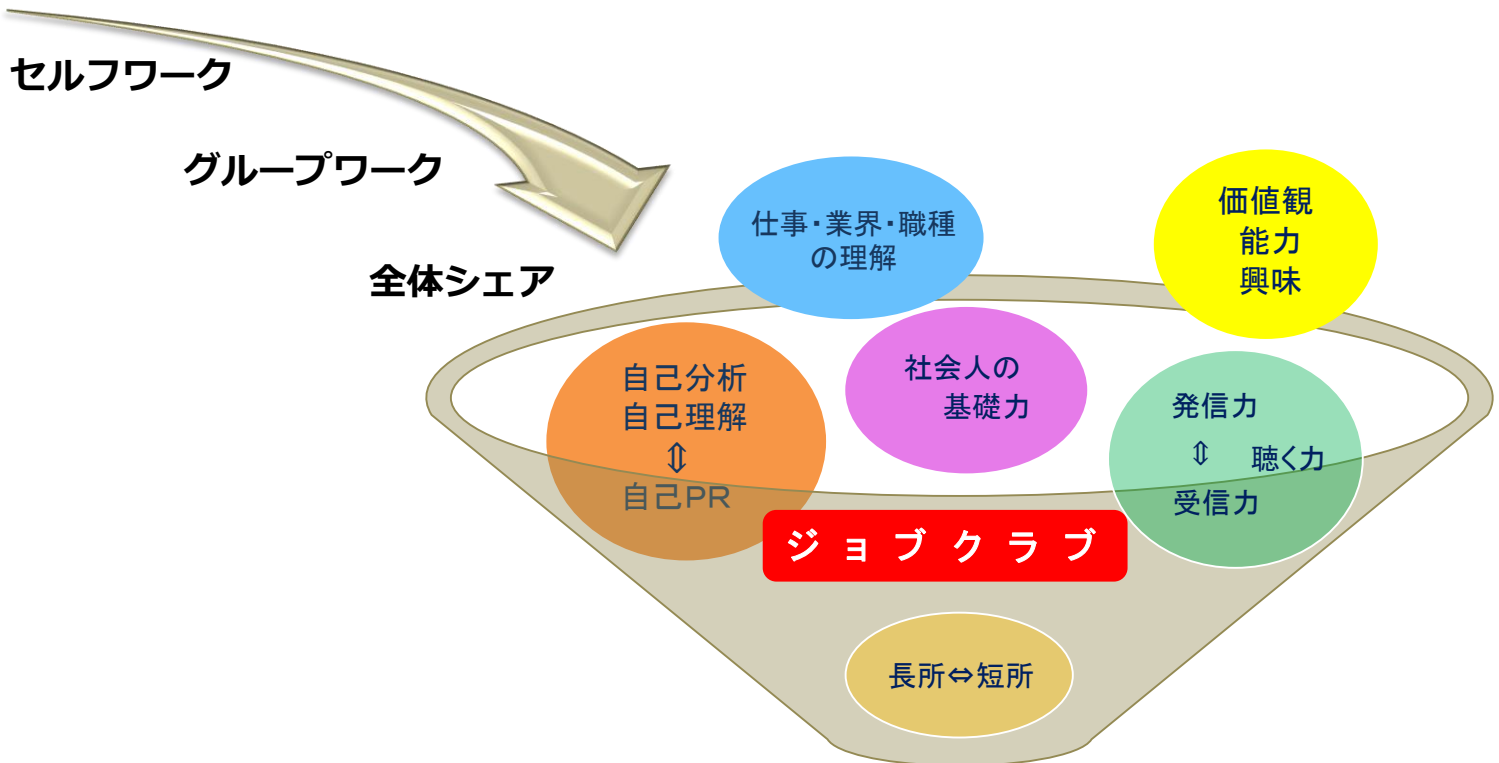 セルフワーク
グループワーク
全体シェア
仕事・業界・職種
の理解
価値観
能力
興味
自己分析
自己理解
⇕
自己PR
社会人の
基礎力
発信力
⇕ 聴く力
受信力
ジョブクラブ
長所⇔短所